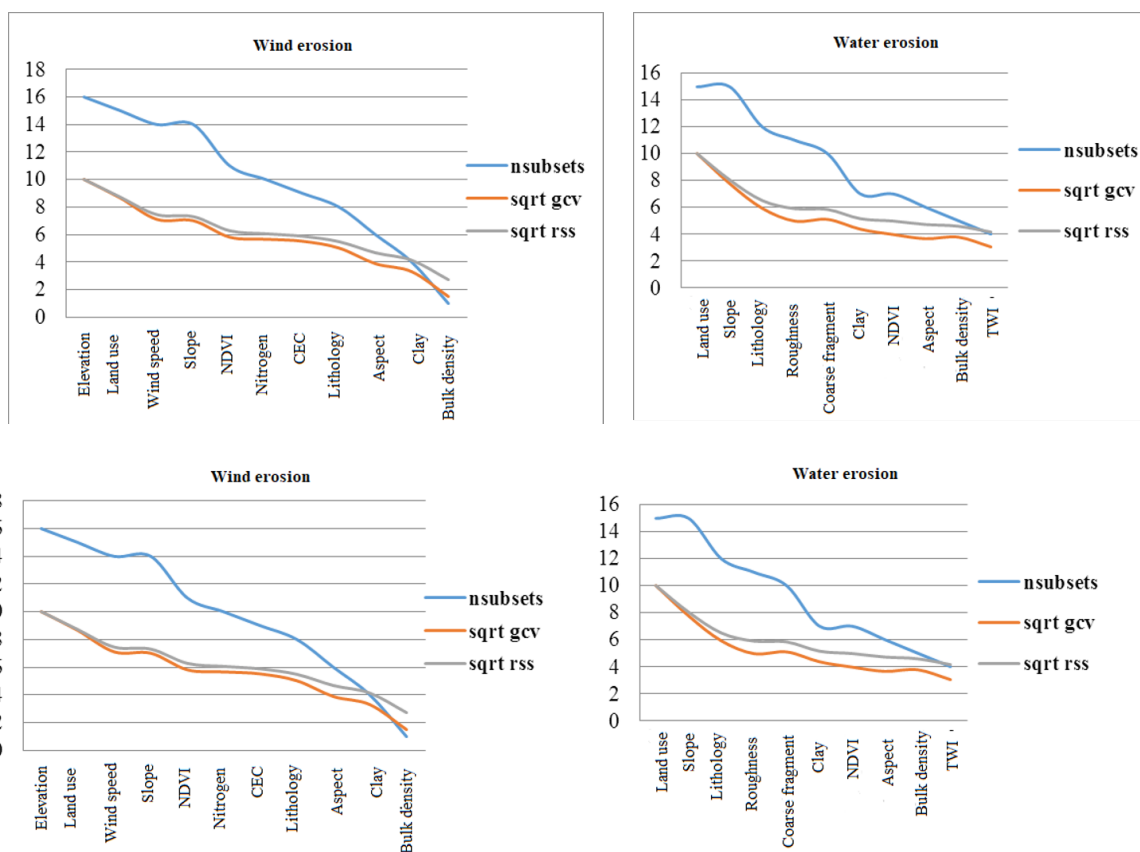 Wind erosion
18
16
14
12
10
8
6
4
2
0
Elevation
Land use
Wind speed
Slope
NDVI
Nitrogen
CEC
Lithology
Aspect
Clay
Bulk density
nsubsets
sqrt gcv
sqrt rss
Water erosion
16
14
12
10
8
6
4
2
0
Land use
Slope
Lithology
Roughness
Coarse fragment
Clay
NDVI
Aspect
Bulk density
TWI
nsubsets
sqrt gcv
sqrt rss
Wind erosion
Elevation
Land use
Wind speed
Slope
NDVI
Nitrogen
CEC
Lithology
Aspect
Clay
Bulk density
nsubsets
sqrt gcv
sqrt rss
Water erosion
16
14
12
10
8
6
4
2
0
Land use
Slope
Lithology
Roughness
Coarse fragment
Clay
NDVI
Aspect
Bulk density
TWI
nsubsets
sqrt gcv
sqrt rss